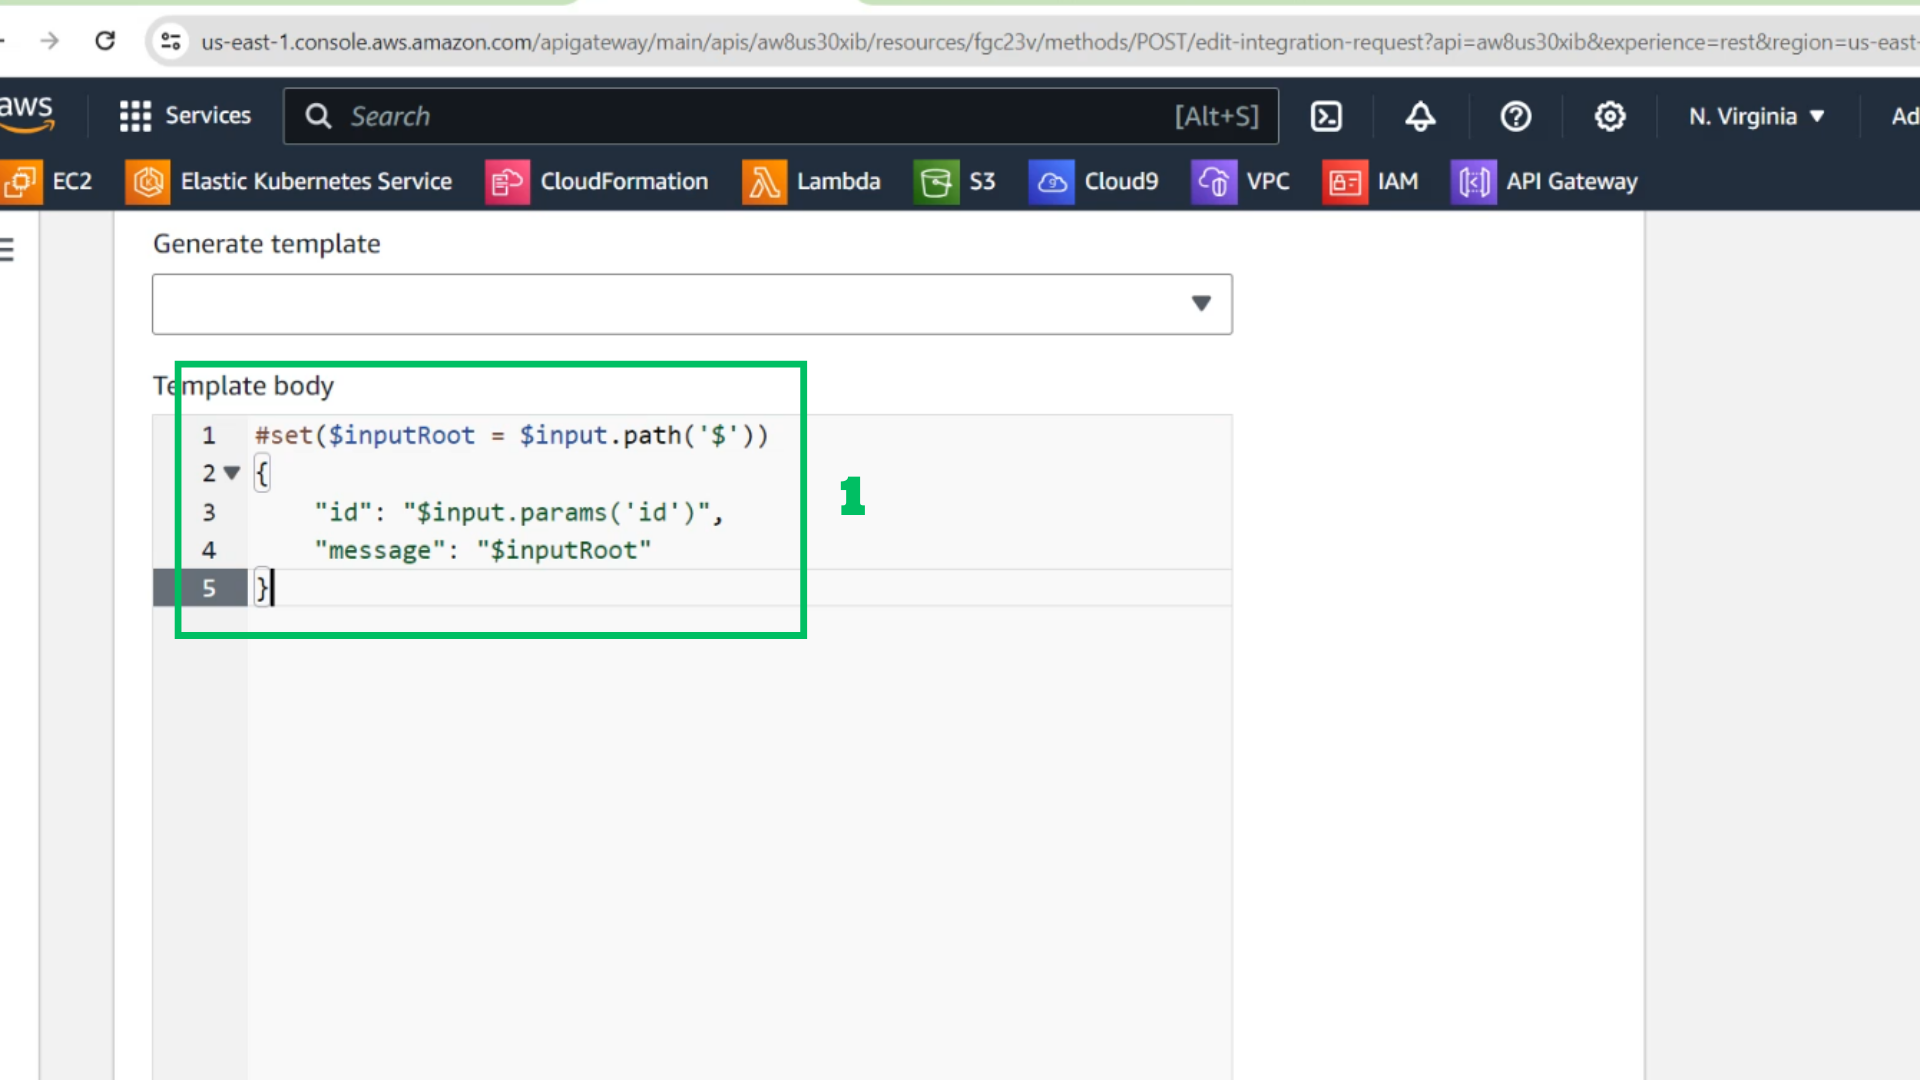 us-east-1.console.aws.amazon.com/apigateway/main/apis/aw8us30xib/resources/fgc23v/methods/POST/edit-integration-request?api=aw8us30xib&experience=rest&region=us-east-
aws
Services
Search
[Alt+S]
N. Virginia
Ad
EC2
Elastic Kubernetes Service
CloudFormation
Lambda
S3
Cloud9
VPC
IAM
API Gateway
Generate template
Template body
1 #set($inputRoot = $input.path('$'))
2 {
3 "id": "$input.params('id')",
4 "message": "$inputRoot"
5 }
1